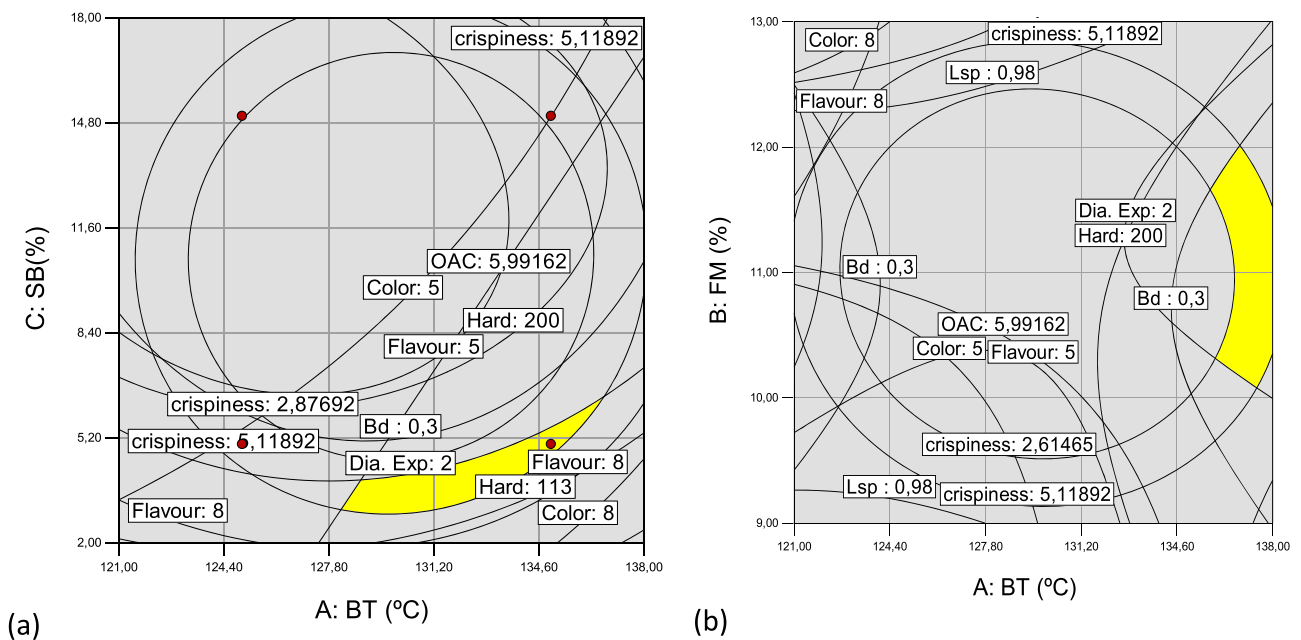 18,00
14,80
11,60
8,40
5,20
2,00
C: SB(%)
crispiness: 5,11892
OAC: 5,99162
Color: 5
Hard: 200
Flavour: 5
crispiness: 2,87692
Bd : 0,3
crispiness: 5,11892
Dia. Exp: 2
Flavour: 8
Hard: 113
Flavour: 8
Color: 8
121,00 124,40 127,80 131,20 134,60 138,00
A: BT (ºC)
(a)
13,00
12,00
11,00
10,00
9,00
B: FM (%)
crispiness: 5,11892
Color: 8
Lsp : 0,98
Flavour: 8
Dia. Exp: 2
Hard: 200
Bd : 0,3
Bd : 0,3
OAC: 5,99162
Color: 5
Flavour: 5
crispiness: 2,61465
Lsp : 0,98
crispiness: 5,11892
121,00 124,40 127,80 131,20 134,60 138,00
A: BT (ºC)
(b)